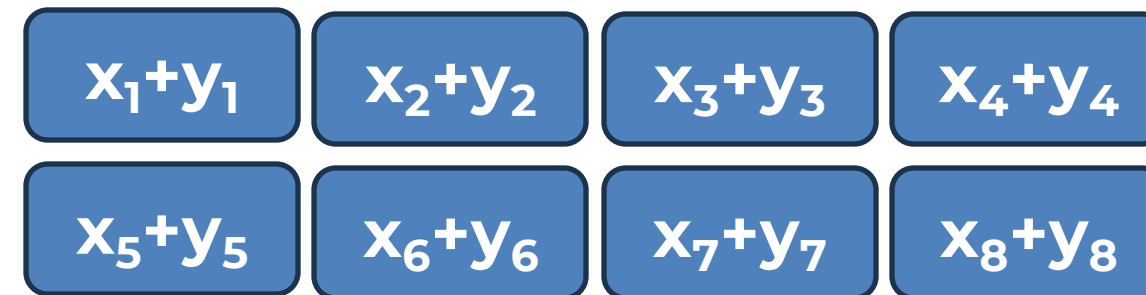 x₁+y₁ x₂+y₂ x₃+y₃ x₄+y₄
x₅+y₅ x₆+y₆ x₇+y₇ x₈+y₈